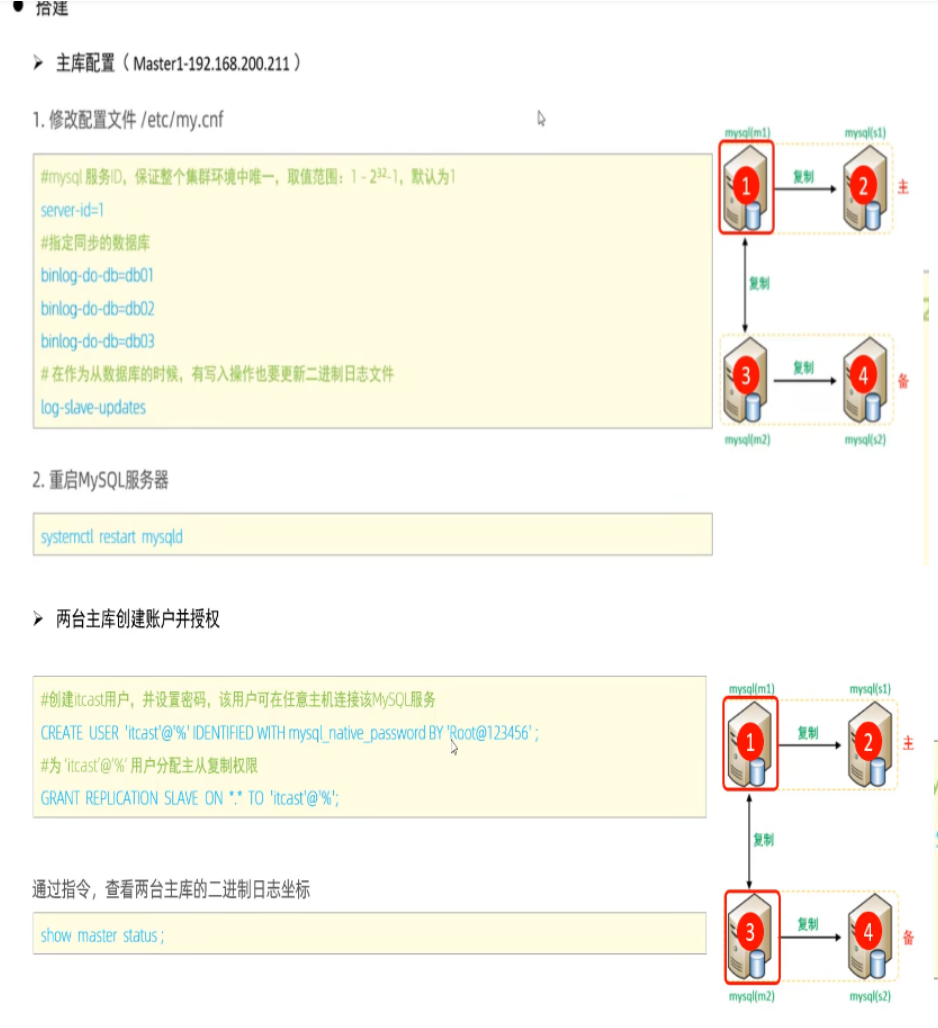 搭建
主库配置（ Master1-192.168.200.211 ）
1. 修改配置文件 /etc/my.cnf
#mysql 服务ID，保证整个集群环境中唯一，取值范围：1 - 2³²-1，默认为1
server-id=1
#指定同步的数据库
binlog-do-db=db01
binlog-do-db=db02
binlog-do-db=db03
# 在作为从数据库的时候，有写入操作也要更新二进制日志文件
log-slave-updates
mysql(m1)
mysql(s1)
1
复制
2
主
复制
3
复制
4
备
mysql(m2)
mysql(s2)
2. 重启MySQL服务器
systemctl restart mysqld
两台主库创建账户并授权
#创建itcast用户，并设置密码，该用户可在任意主机连接该MySQL服务
CREATE USER 'itcast'@'%' IDENTIFIED WITH mysql_native_password BY 'Root@123456' ;
#为 'itcast'@'%' 用户分配主从复制权限
GRANT REPLICATION SLAVE ON *.* TO 'itcast'@'%';
mysql(m1)
mysql(s1)
1
复制
2
主
复制
3
复制
4
备
mysql(m2)
mysql(s2)
通过指令，查看两台主库的二进制日志坐标
show master status ;